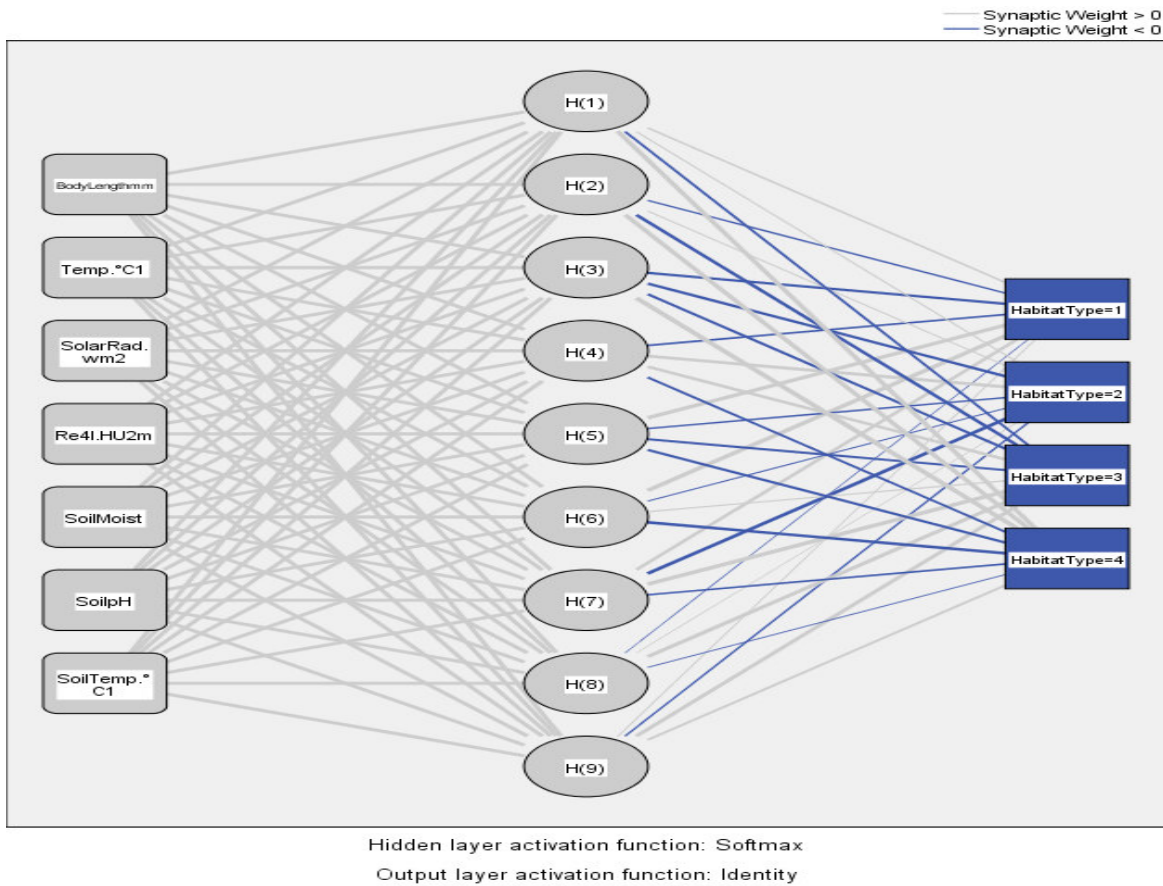 Synaptic Weight > 0
Synaptic Weight < 0
BodyLengthmm
Temp.°C1
SolarRad.
wm2
Re4l.HU2m
SoilMoist
SoilpH
SoilTemp.°
C1
H(1)
H(2)
H(3)
H(4)
H(5)
H(6)
H(7)
H(8)
H(9)
HabitatType=1
HabitatType=2
HabitatType=3
HabitatType=4
Hidden layer activation function: Softmax
Output layer activation function: Identity